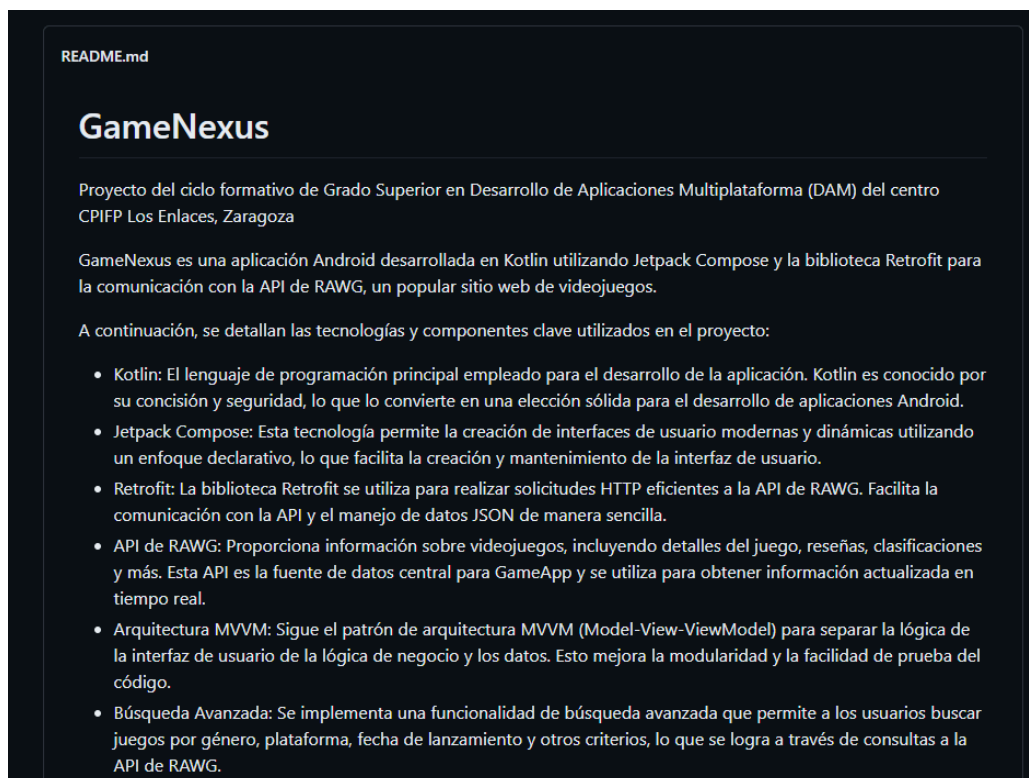 README.md
GameNexus
Proyecto del ciclo formativo de Grado Superior en Desarrollo de Aplicaciones Multiplataforma (DAM) del centro
CPIFP Los Enlaces, Zaragoza
GameNexus es una aplicación Android desarrollada en Kotlin utilizando Jetpack Compose y la biblioteca Retrofit para
la comunicación con la API de RAWG, un popular sitio web de videojuegos.
A continuación, se detallan las tecnologías y componentes clave utilizados en el proyecto:
• Kotlin: El lenguaje de programación principal empleado para el desarrollo de la aplicación. Kotlin es conocido por
su concisión y seguridad, lo que lo convierte en una elección sólida para el desarrollo de aplicaciones Android.
• Jetpack Compose: Esta tecnología permite la creación de interfaces de usuario modernas y dinámicas utilizando
un enfoque declarativo, lo que facilita la creación y mantenimiento de la interfaz de usuario.
• Retrofit: La biblioteca Retrofit se utiliza para realizar solicitudes HTTP eficientes a la API de RAWG. Facilita la
comunicación con la API y el manejo de datos JSON de manera sencilla.
• API de RAWG: Proporciona información sobre videojuegos, incluyendo detalles del juego, reseñas, clasificaciones
y más. Esta API es la fuente de datos central para GameApp y se utiliza para obtener información actualizada en
tiempo real.
• Arquitectura MVVM: Sigue el patrón de arquitectura MVVM (Model-View-ViewModel) para separar la lógica de
la interfaz de usuario de la lógica de negocio y los datos. Esto mejora la modularidad y la facilidad de prueba del
código.
• Búsqueda Avanzada: Se implementa una funcionalidad de búsqueda avanzada que permite a los usuarios buscar
juegos por género, plataforma, fecha de lanzamiento y otros criterios, lo que se logra a través de consultas a la
API de RAWG.